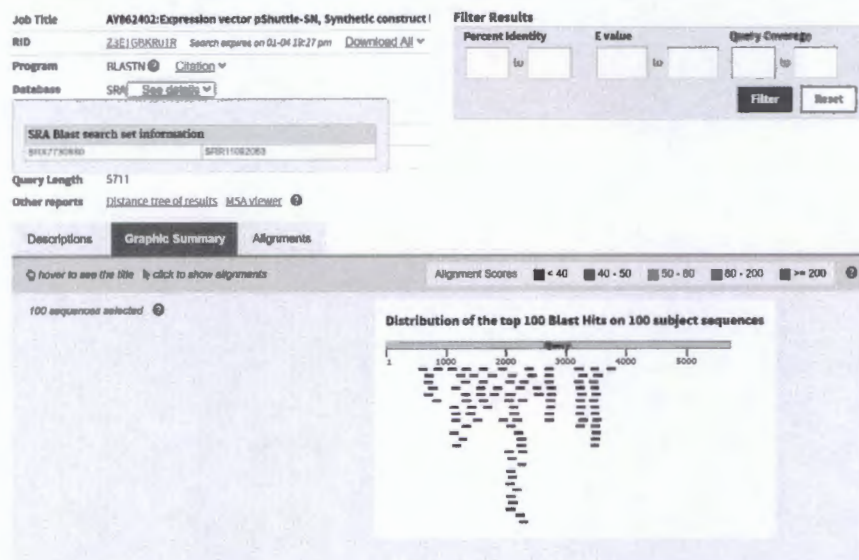 Job Title AY862402:Expression vector pShuttle-SN, Synthetic construct
RID Search expires on 01-04 19:27 pm Download All
Program BLASTN Citation
Database SRA See details
SRA Blast search set information
Query Length 5711
Other reports Distance tree of results MSA viewer
Filter Results
Percent Identity E value Query Coverage
to to to
Filter Reset
Descriptions Graphic Summary Alignments
hover to see the title click to show alignments Alignment Scores < 40 40 - 50 50 - 80 80 - 200 >= 200
100 sequences selected
Distribution of the top 100 Blast Hits on 100 subject sequences
Query
1 1000 2000 3000 4000 5000